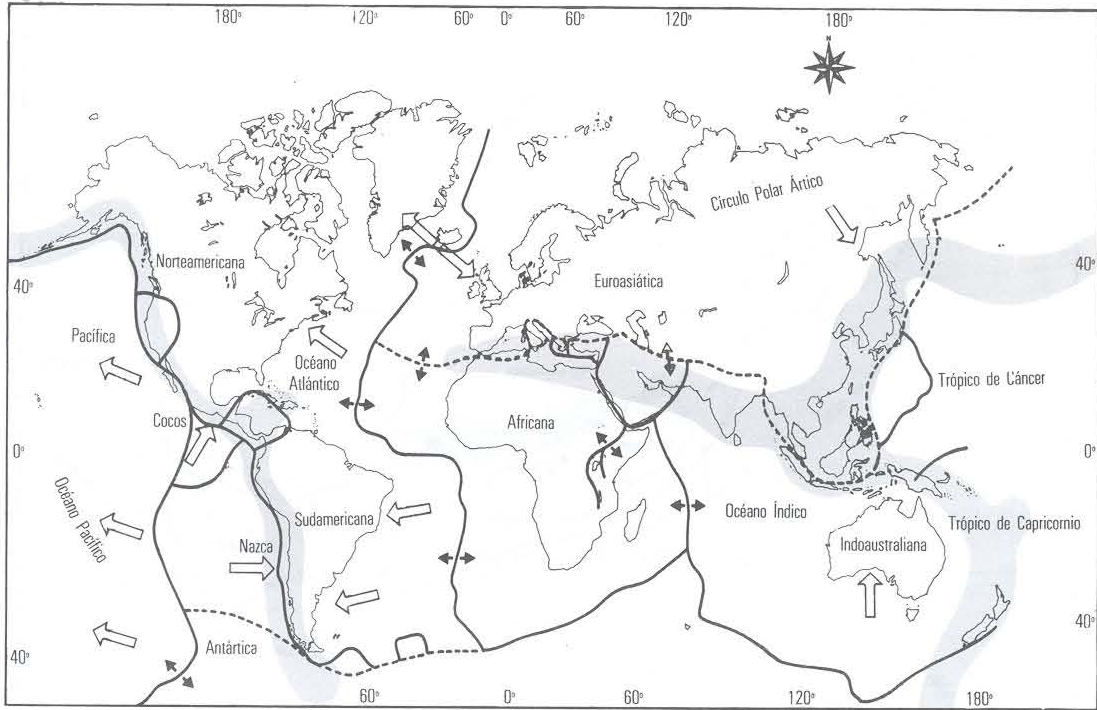 180°
120°
60°
0°
60°
120°
180°
N
Círculo Polar Ártico
Norteamericana
Euroasiática
40°
40°
Pacífica
Océano
Atlántico
Trópico de Cáncer
Cocos
Africana
0°
0°
Océano Pacífico
Sudamericana
Océano Índico
Trópico de Capricornio
Nazca
Indoaustraliana
40°
Antártica
40°
60°
0°
60°
120°
180°